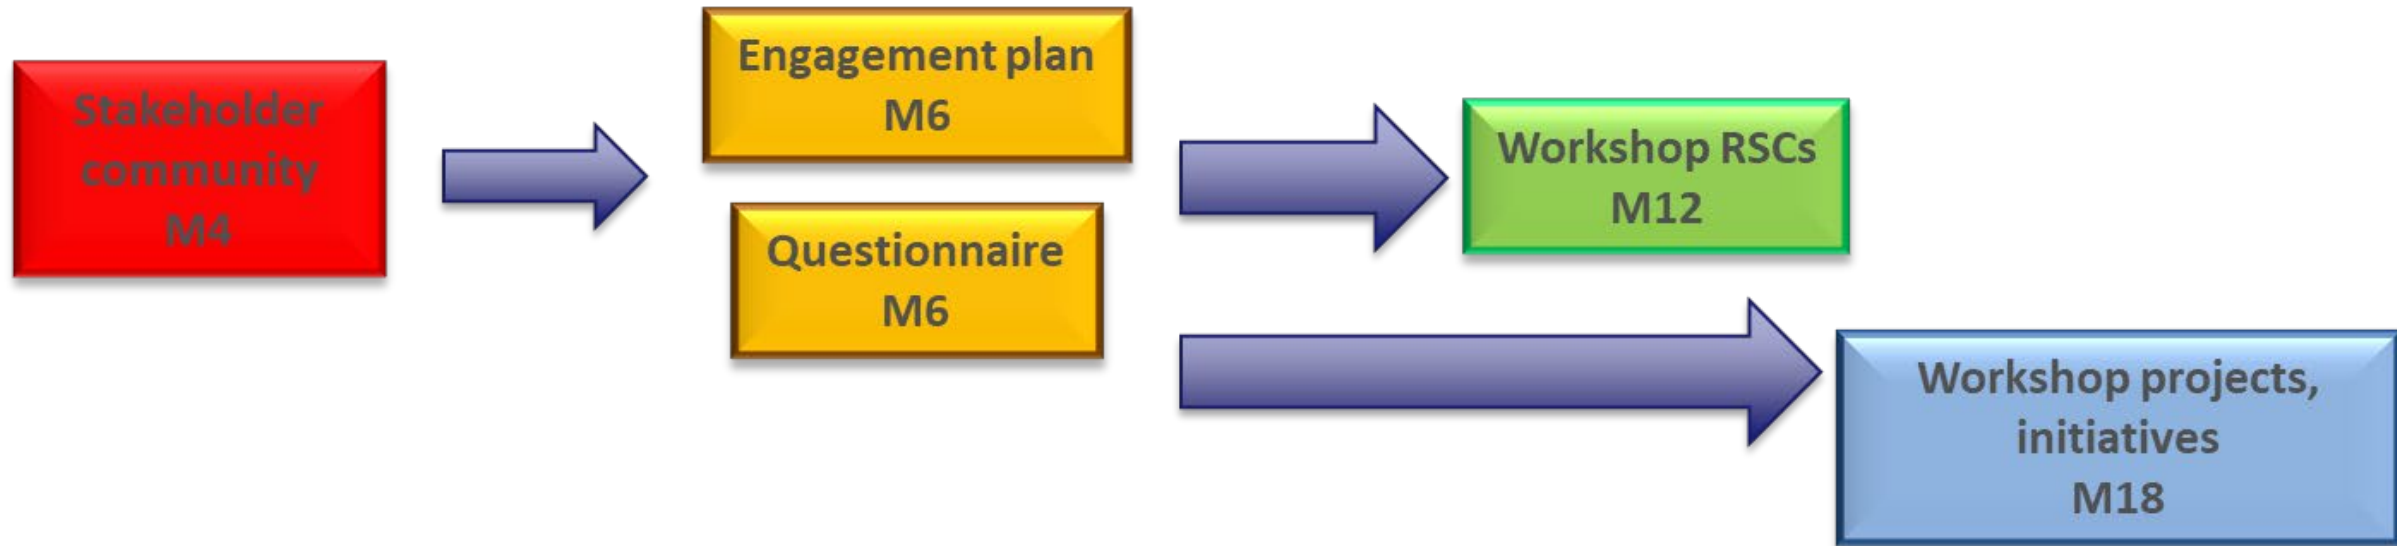 Stakeholder
community
M4
Engagement plan
M6
Questionnaire
M6
Workshop RSCs
M12
Workshop projects,
initiatives
M18